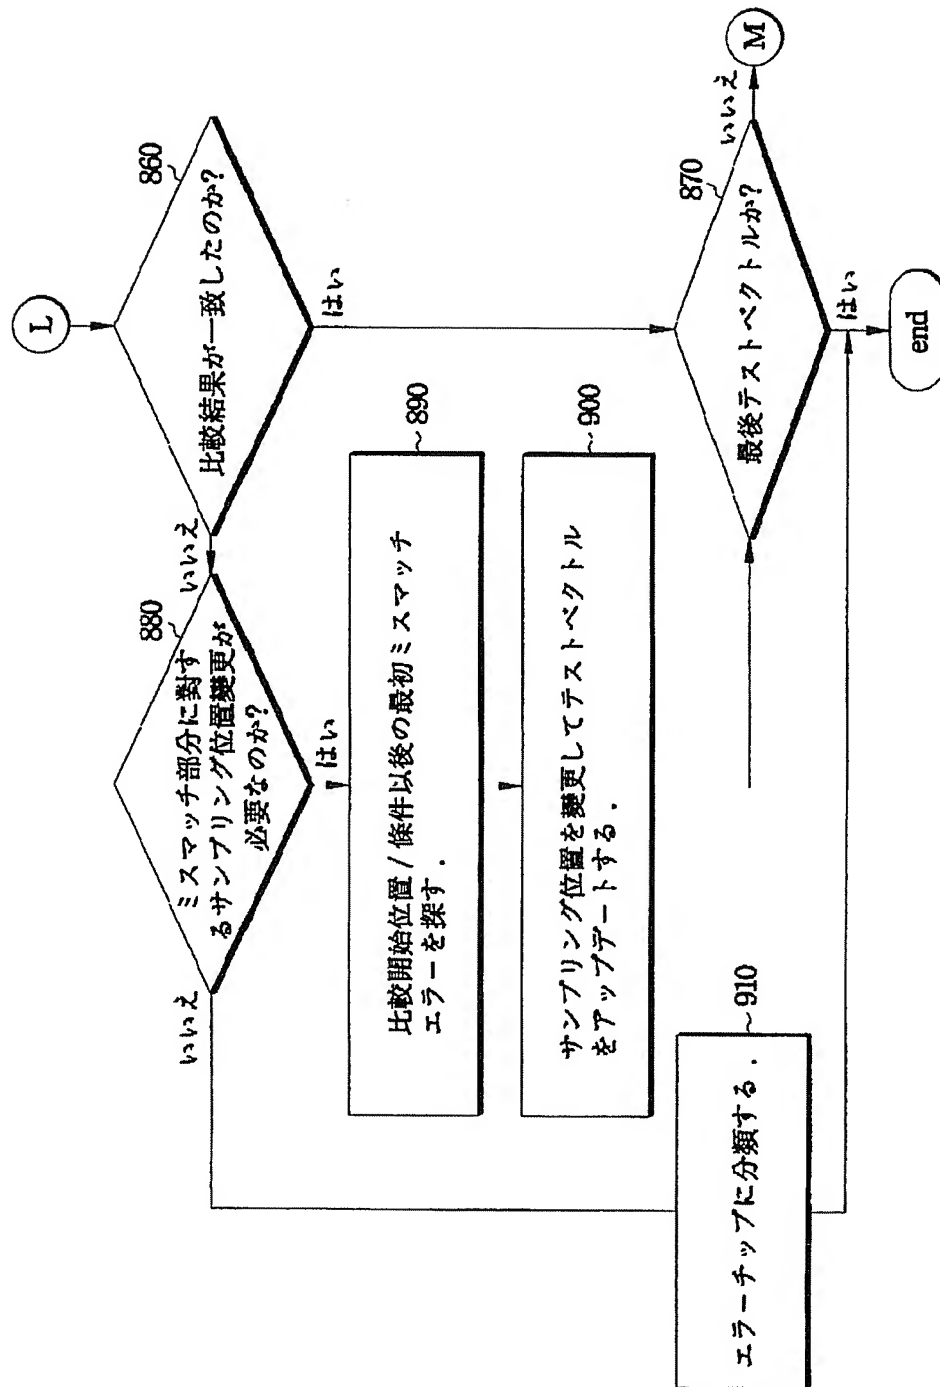 L
860
比較結果が一致したのか?
いいえ
はい
880
ミスマッチ部分に對す
るサンプリング位置變更が
必要なのか?
いいえ
はい
890
比較開始位置/條件以後の最初ミスマッチ
エラーを探す.
900
サンプリング位置を變更してテストベクトル
をアップデートする.
870
最後テストベクトルか?
いいえ
M
はい
910
エラーチップに分類する.
end